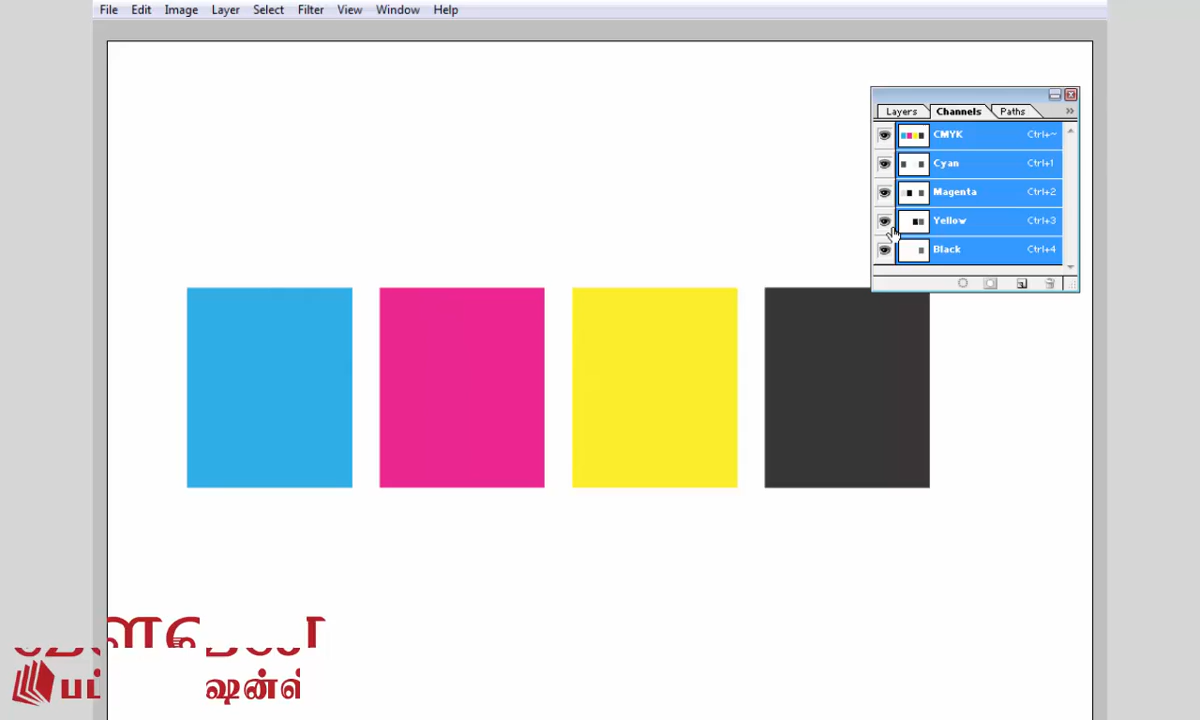 File Edit Image Layer Select Filter View Window Help
Layers Channels Paths
CMYK Ctrl+~
Cyan Ctrl+1
Magenta Ctrl+2
Yellow Ctrl+3
Black Ctrl+4